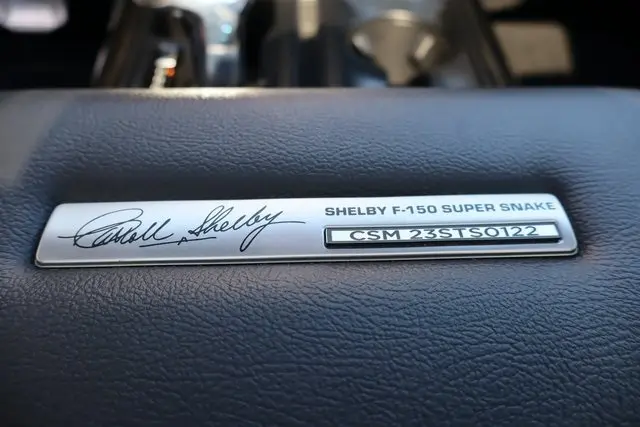 Carroll Shelby
SHELBY F-150 SUPER SNAKE
CSM 23STS0122